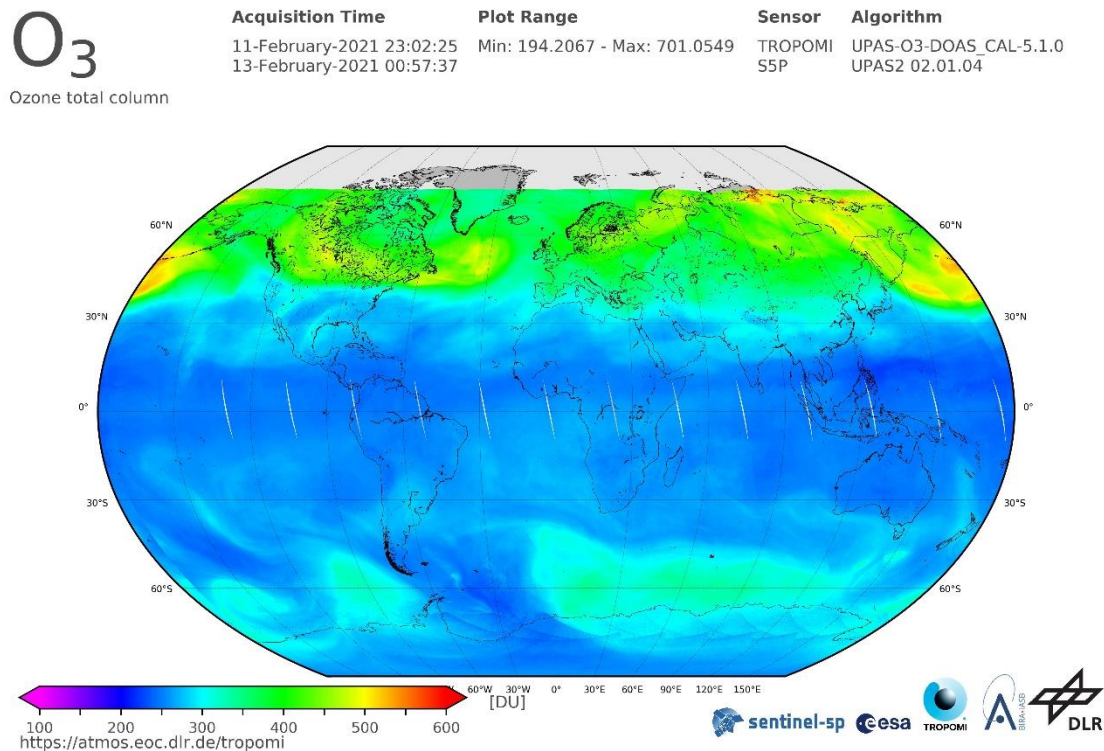 O3
Ozone total column
Acquisition Time
11-February-2021 23:02:25
13-February-2021 00:57:37
Plot Range
Min: 194.2067 - Max: 701.0549
Sensor
TROPOMI
S5P
Algorithm
UPAS-O3-DOAS_CAL-5.1.0
UPAS2 02.01.04
60°N 60°N
30°N 30°N
0° 0°
30°S 30°S
60°S 60°S
60°W 30°W 0° 30°E 60°E 90°E 120°E 150°E
[DU]
100 200 300 400 500 600
https://atmos.eoc.dlr.de/tropomi
sentinel-5p
esa
TROPOMI
BIRA-IASB
DLR